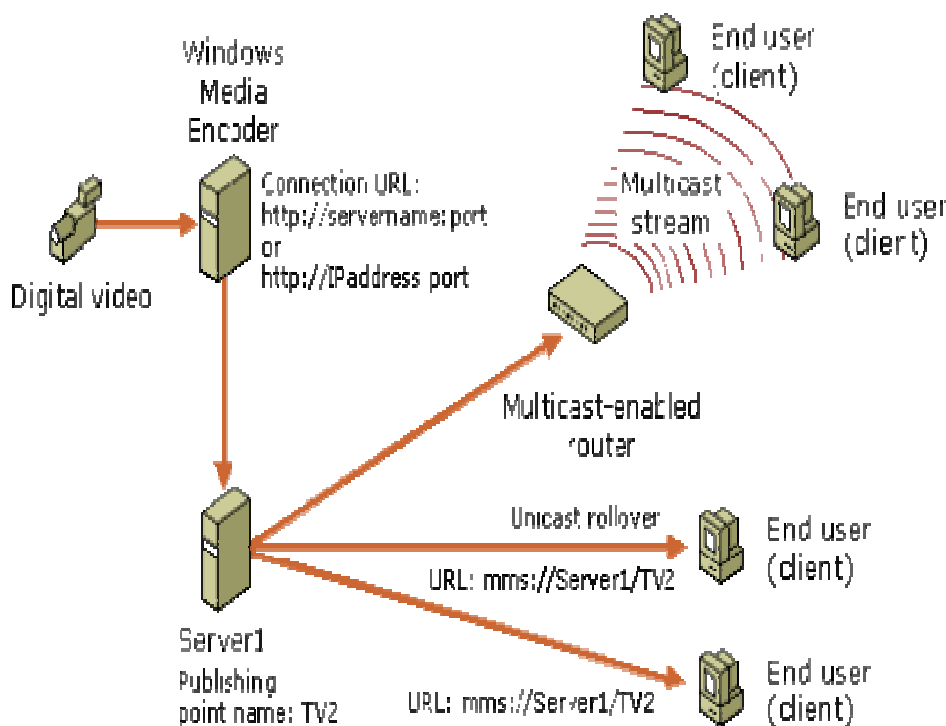 Windows
Media
Encoder
Connection URL:
http://servername:port
or
http://IPaddress port
Digital video
End user
(client)
Multicast
stream
End user
(client)
Multicast-enabled
router
Unicast rollover
URL: mms://Server1/TV2
End user
(client)
Server1
Publishing
point name: TV2
URL: mms://Server1/TV2
End user
(client)